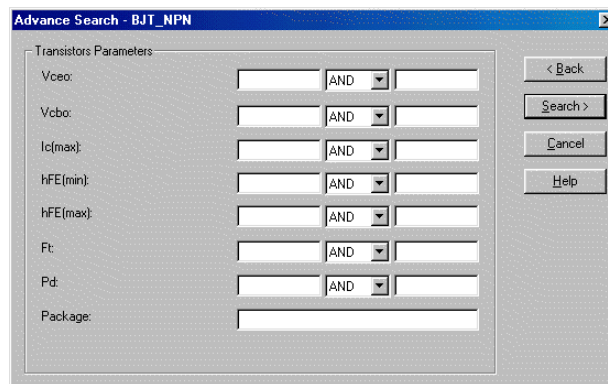 Advance Search - BJT_NPN
Transistors Parameters
Vceo: AND
Vcbo: AND
Ic(max): AND
hFE(min): AND
hFE(max): AND
Ft: AND
Pd: AND
Package:
< Back
Search >
Cancel
Help